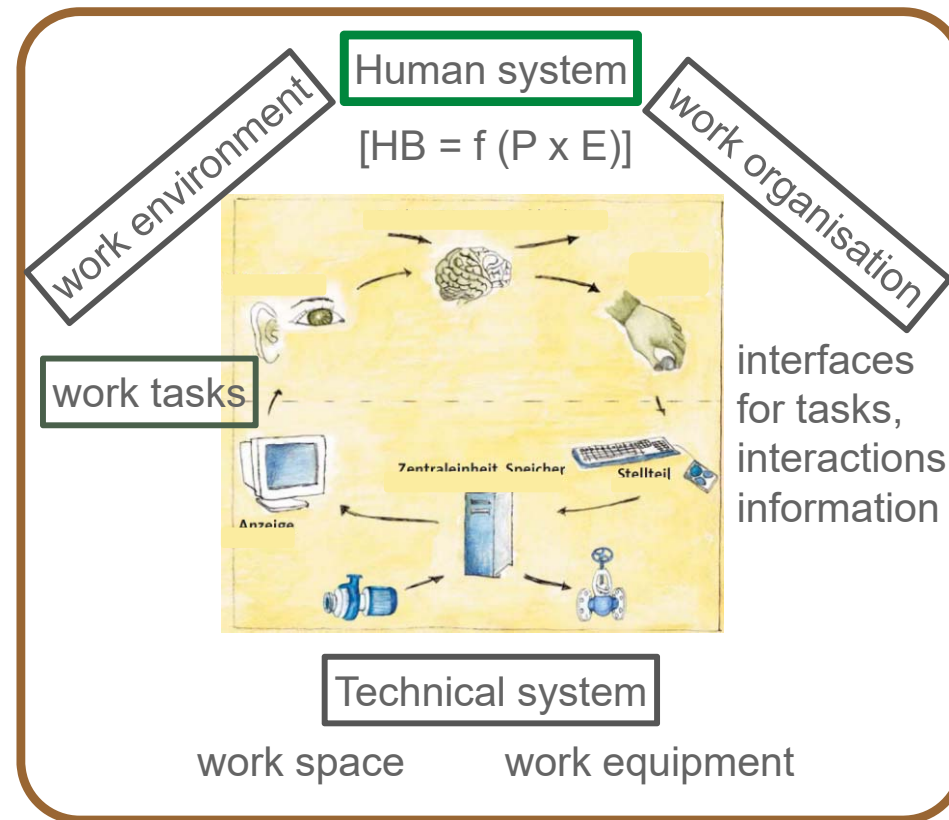 Human system
[HB = f (P x E)]
work environment
work organisation
work tasks
interfaces
for tasks,
interactions
information
Zentraleinheit, Speicher
Stellteil
Anzeige
Technical system
work space
work equipment